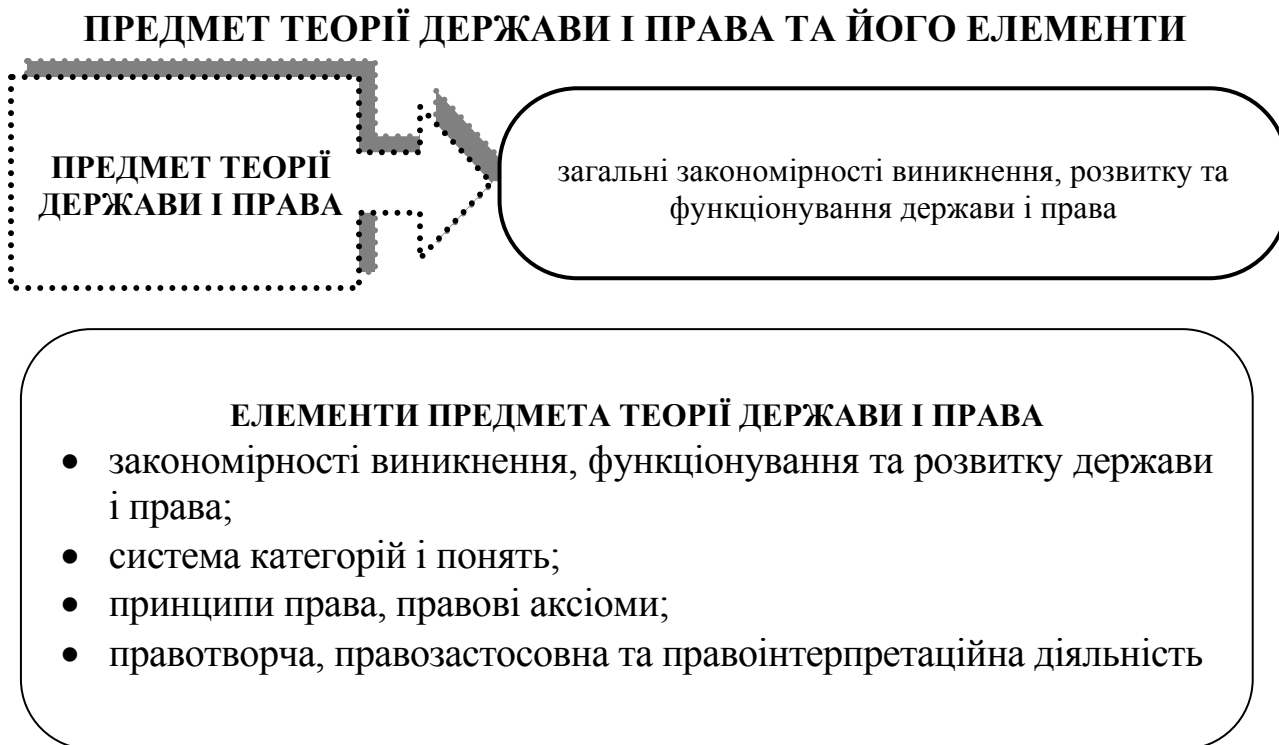 ПРЕДМЕТ ТЕОРІЇ ДЕРЖАВИ І ПРАВА ТА ЙОГО ЕЛЕМЕНТИ
ПРЕДМЕТ ТЕОРІЇ
ДЕРЖАВИ І ПРАВА
загальні закономірності виникнення, розвитку та
функціонування держави і права
ЕЛЕМЕНТИ ПРЕДМЕТА ТЕОРІЇ ДЕРЖАВИ І ПРАВА
• закономірності виникнення, функціонування та розвитку держави
і права;
• система категорій і понять;
• принципи права, правові аксіоми;
• правотворча, правозастосовна та правоінтерпретаційна діяльність